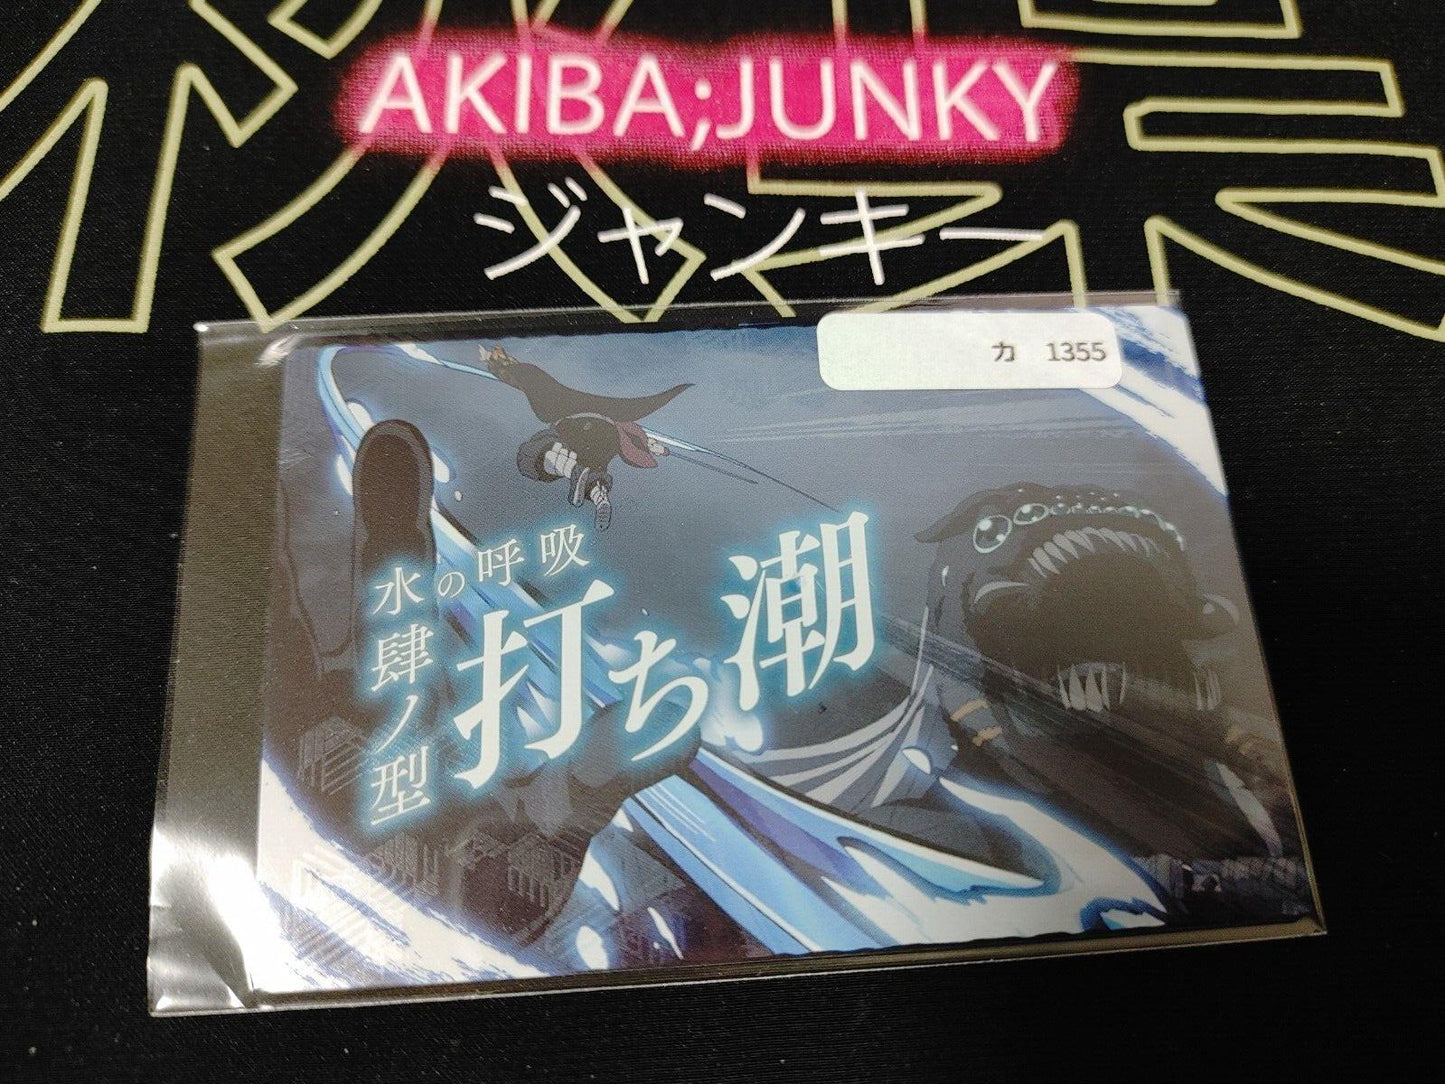 AKIBA;JUNKY
ジャンキー
カ 1355
水の呼吸
肆ノ型
打ち潮